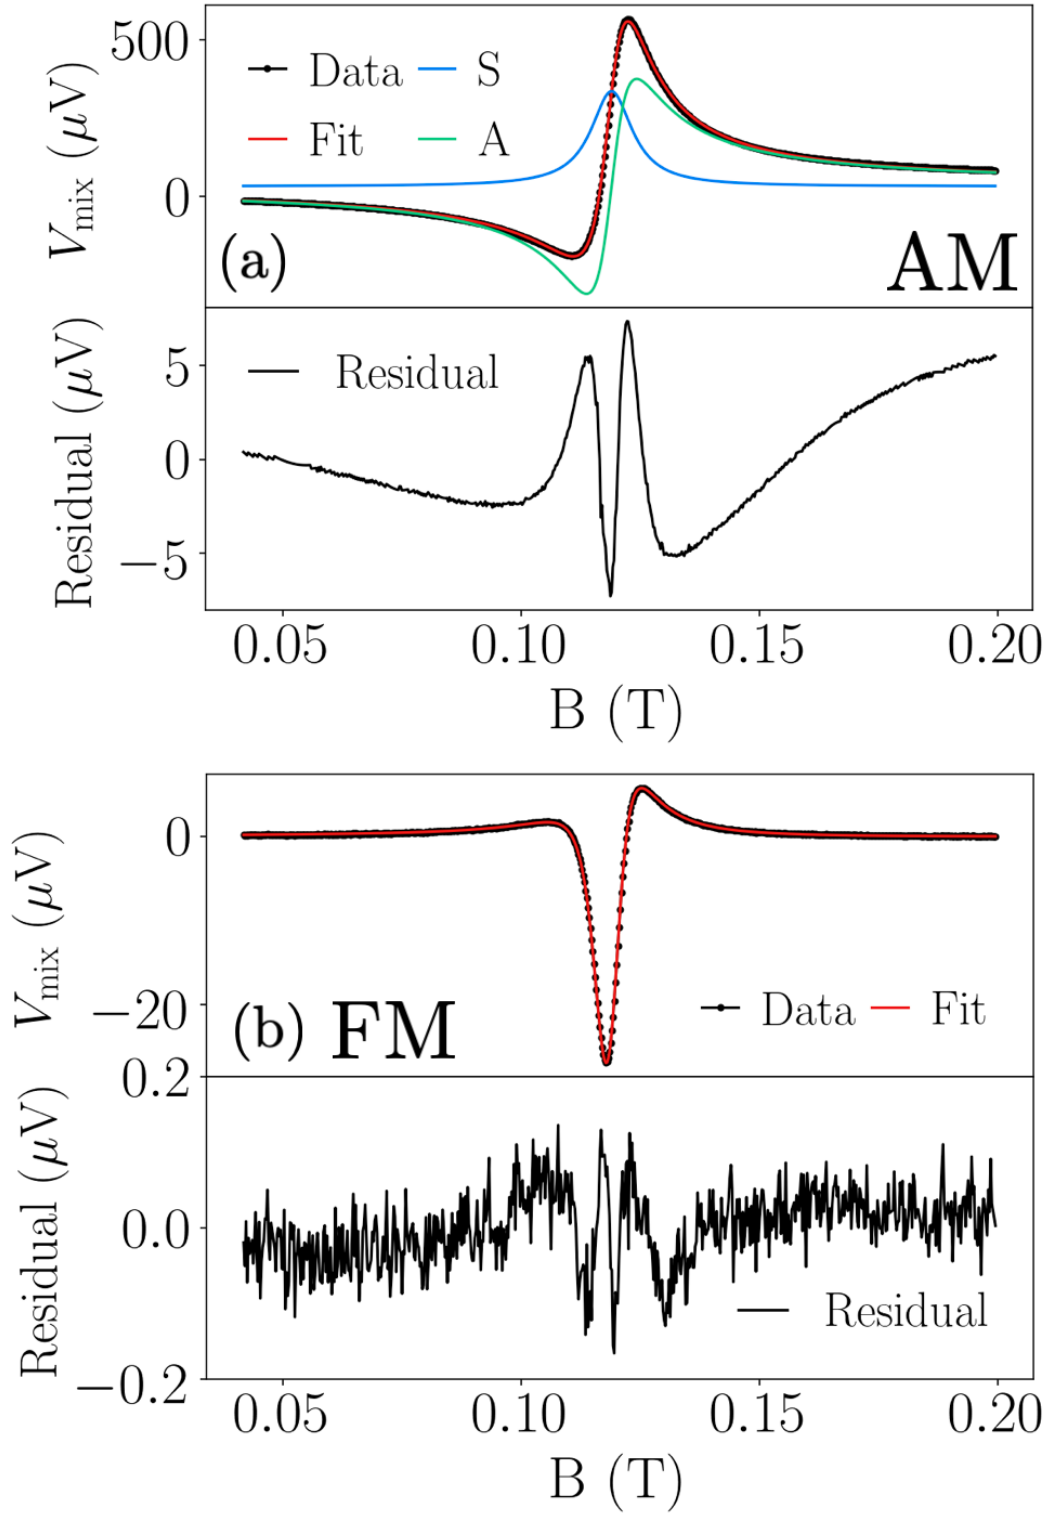 500
0
V_mix (μV)
Data
S
Fit
A
(a)
AM
5
0
−5
Residual (μV)
Residual
0.05 0.10 0.15 0.20
B (T)
0
−20
V_mix (μV)
(b) FM
Data
Fit
0.2
0.0
−0.2
Residual (μV)
Residual
0.05 0.10 0.15 0.20
B (T)